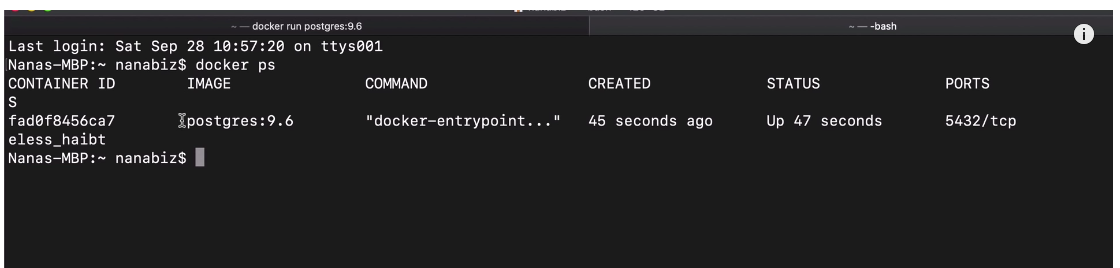 ~ — docker run postgres:9.6
~ — -bash
Last login: Sat Sep 28 10:57:20 on ttys001
Nanas-MBP:~ nanabiz$ docker ps
CONTAINER ID IMAGE COMMAND CREATED STATUS PORTS
S
fad0f8456ca7 postgres:9.6 "docker-entrypoint..." 45 seconds ago Up 47 seconds 5432/tcp
eless_haibt
Nanas-MBP:~ nanabiz$